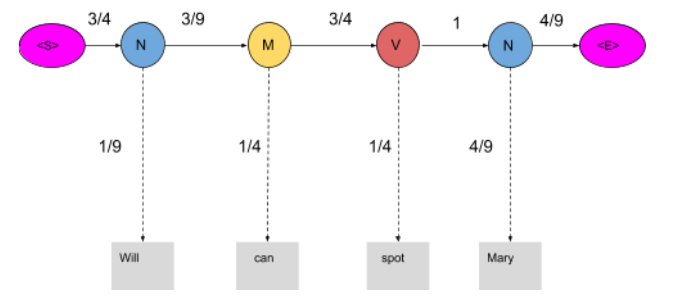 3/4 3/9 3/4 1 4/9
<S> N M V N <E>
1/9 1/4 1/4 4/9
Will can spot Mary